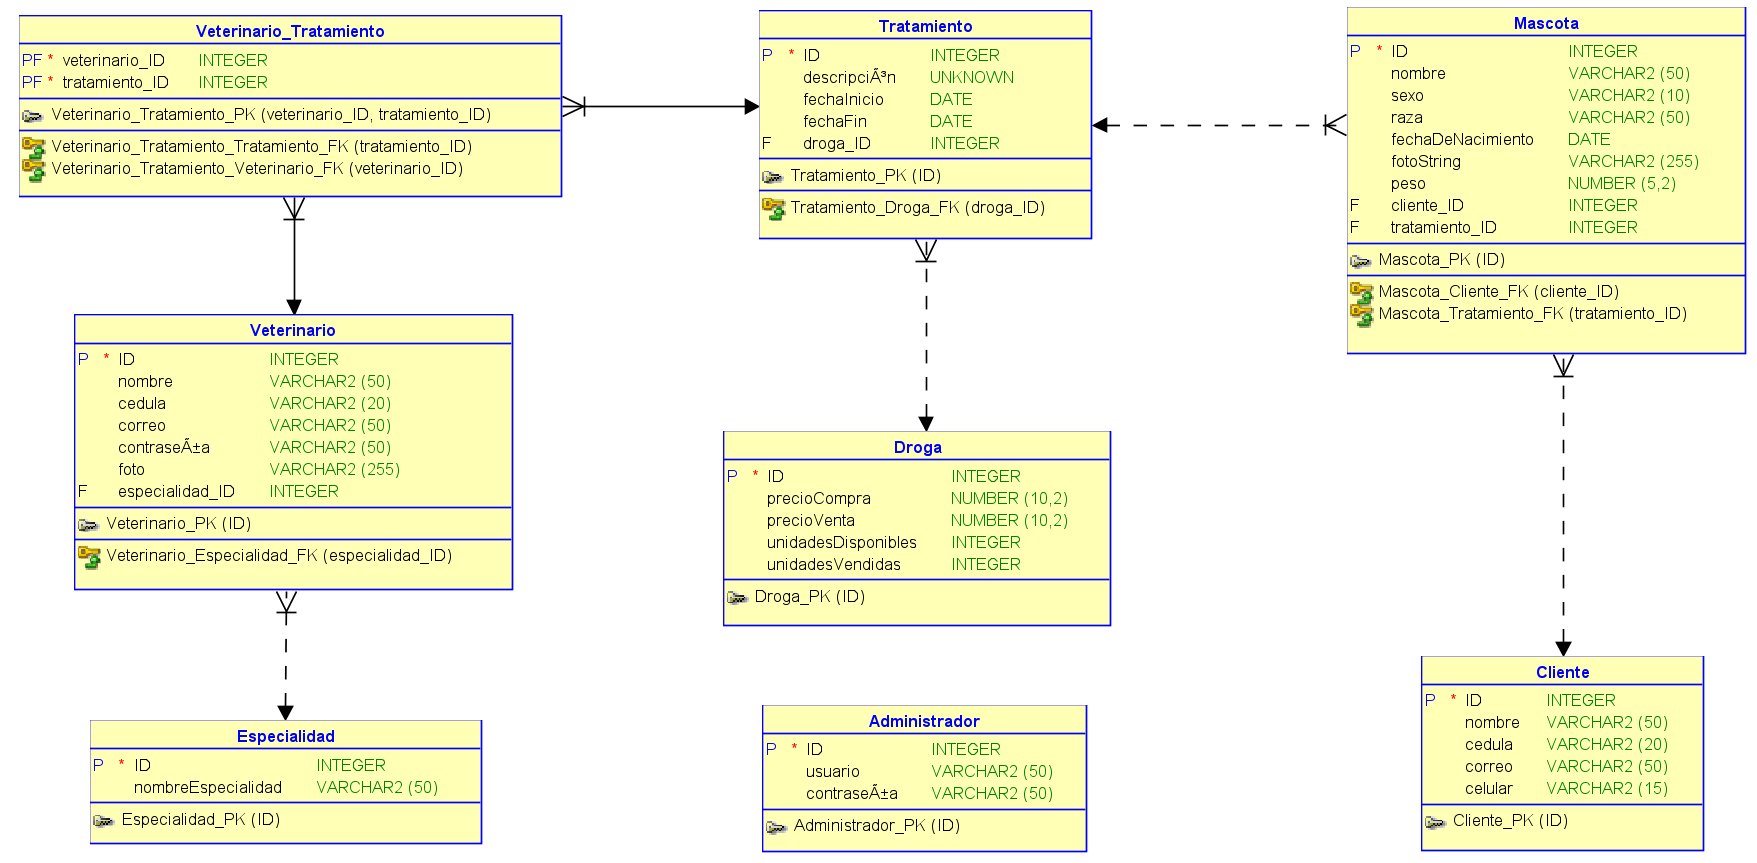 Veterinario_Tratamiento
PF * veterinario_ID INTEGER
PF * tratamiento_ID INTEGER
Veterinario_Tratamiento_PK (veterinario_ID, tratamiento_ID)
Veterinario_Tratamiento_Tratamiento_FK (tratamiento_ID)
Veterinario_Tratamiento_Veterinario_FK (veterinario_ID)
Tratamiento
P * ID INTEGER
descripciÃ³n UNKNOWN
fechaInicio DATE
fechaFin DATE
F droga_ID INTEGER
Tratamiento_PK (ID)
Tratamiento_Droga_FK (droga_ID)
Mascota
P * ID INTEGER
nombre VARCHAR2 (50)
sexo VARCHAR2 (10)
raza VARCHAR2 (50)
fechaDeNacimiento DATE
fotoString VARCHAR2 (255)
peso NUMBER (5,2)
F cliente_ID INTEGER
F tratamiento_ID INTEGER
Mascota_PK (ID)
Mascota_Cliente_FK (cliente_ID)
Mascota_Tratamiento_FK (tratamiento_ID)
Veterinario
P * ID INTEGER
nombre VARCHAR2 (50)
cedula VARCHAR2 (20)
correo VARCHAR2 (50)
contraseÃ±a VARCHAR2 (50)
foto VARCHAR2 (255)
F especialidad_ID INTEGER
Veterinario_PK (ID)
Veterinario_Especialidad_FK (especialidad_ID)
Droga
P * ID INTEGER
precioCompra NUMBER (10,2)
precioVenta NUMBER (10,2)
unidadesDisponibles INTEGER
unidadesVendidas INTEGER
Droga_PK (ID)
Especialidad
P * ID INTEGER
nombreEspecialidad VARCHAR2 (50)
Especialidad_PK (ID)
Administrador
P * ID INTEGER
usuario VARCHAR2 (50)
contraseÃ±a VARCHAR2 (50)
Administrador_PK (ID)
Cliente
P * ID INTEGER
nombre VARCHAR2 (50)
cedula VARCHAR2 (20)
correo VARCHAR2 (50)
celular VARCHAR2 (15)
Cliente_PK (ID)